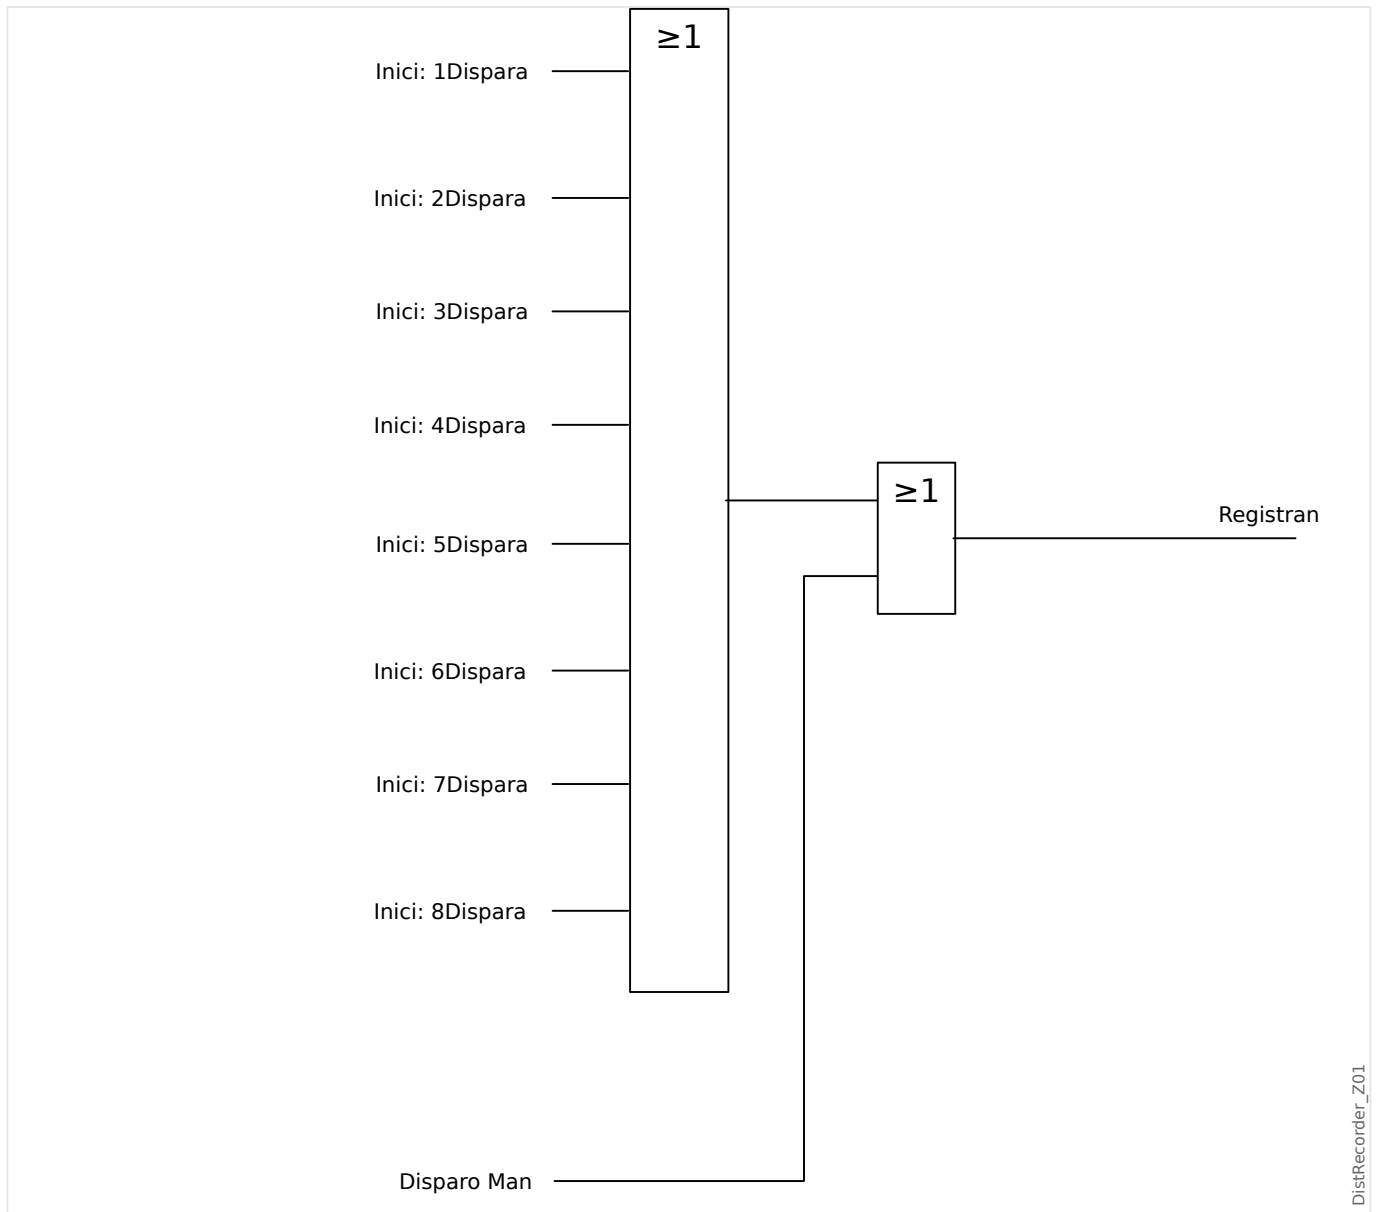 ≥1
Inici: 1Dispara
Inici: 2Dispara
Inici: 3Dispara
Inici: 4Dispara
≥1
Registran
Inici: 5Dispara
Inici: 6Dispara
Inici: 7Dispara
Inici: 8Dispara
Disparo Man
DistRecorder_Z01